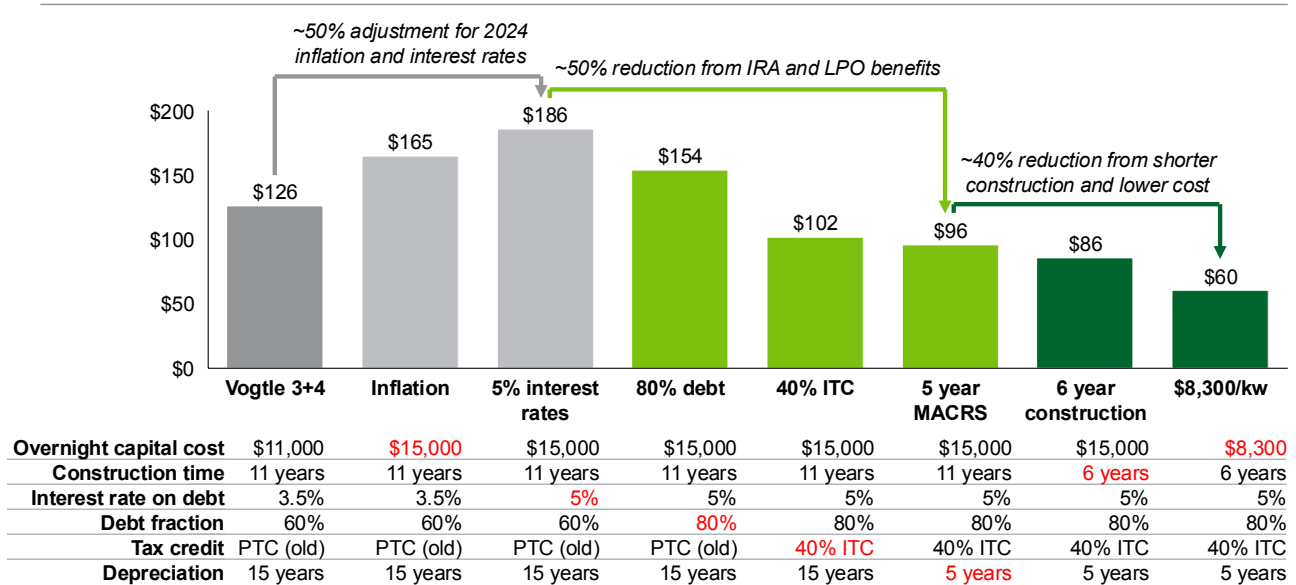 ~50% adjustment for 2024
inflation and interest rates
~50% reduction from IRA and LPO benefits
~40% reduction from shorter
construction and lower cost
$200
$150
$100
$50
$0
$126
$165
$186
$154
$102
$96
$86
$60
Vogtle 3+4
Inflation
5% interest
rates
80% debt
40% ITC
5 year
MACRS
6 year
construction
$8,300/kw
Overnight capital cost $11,000 $15,000 $15,000 $15,000 $15,000 $15,000 $15,000 $8,300
Construction time 11 years 11 years 11 years 11 years 11 years 11 years 6 years 6 years
Interest rate on debt 3.5% 3.5% 5% 5% 5% 5% 5% 5%
Debt fraction 60% 60% 60% 80% 80% 80% 80% 80%
Tax credit PTC (old) PTC (old) PTC (old) PTC (old) 40% ITC 40% ITC 40% ITC 40% ITC
Depreciation 15 years 15 years 15 years 15 years 15 years 5 years 5 years 5 years